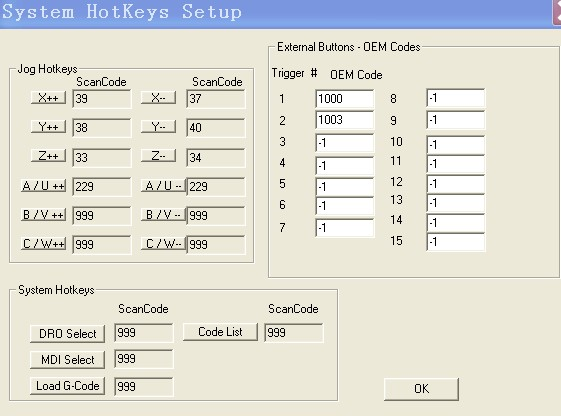 System HotKeys Setup
Jog Hotkeys
ScanCode ScanCode
X++ 39 X-- 37
Y++ 38 Y-- 40
Z++ 33 Z-- 34
A / U ++ 229 A / U -- 229
B / V ++ 999 B / V -- 999
C / W++ 999 C / W-- 999
External Buttons - OEM Codes
Trigger # OEM Code
1 1000 8 -1
2 1003 9 -1
3 -1 10 -1
4 -1 11 -1
5 -1 12 -1
6 -1 13 -1
7 -1 14 -1
15 -1
System Hotkeys
ScanCode ScanCode
DRO Select 999 Code List 999
MDI Select 999
Load G-Code 999
OK